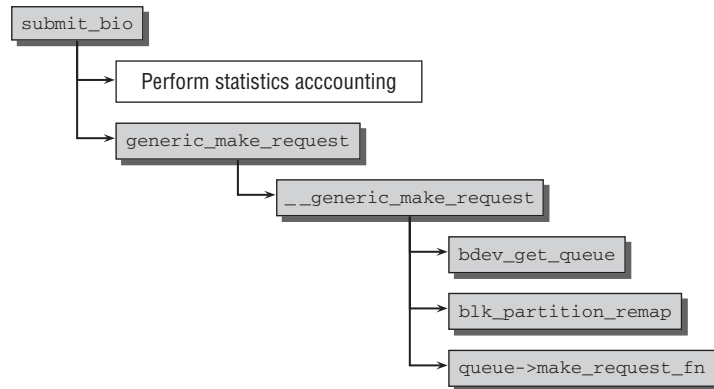 submit_bio
Perform statistics acccounting
generic_make_request
__generic_make_request
bdev_get_queue
blk_partition_remap
queue->make_request_fn